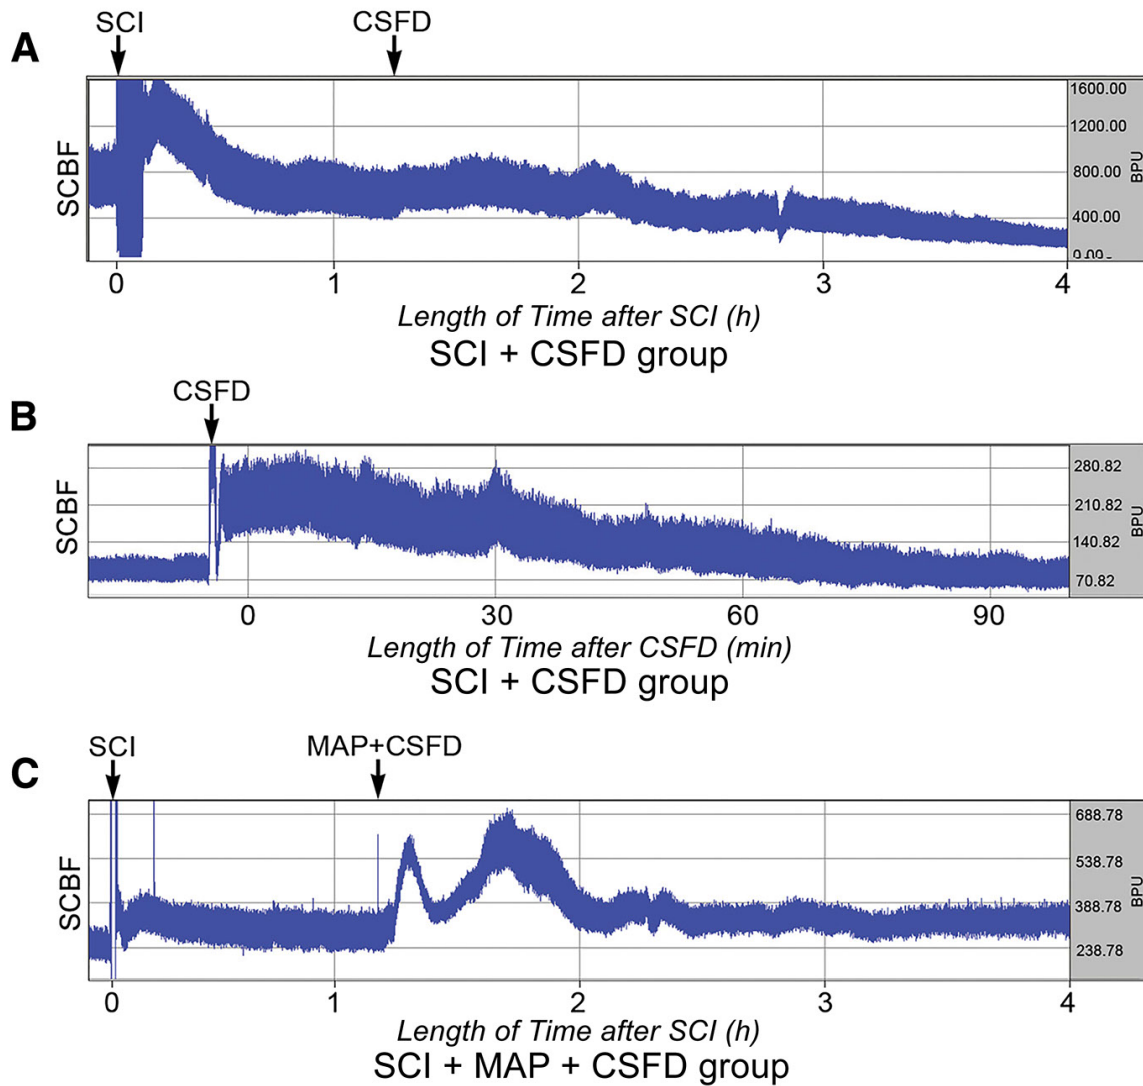 A
SCI CSFD
SCBF
1600.00
1200.00
800.00
400.00
0.00
BPU
0 1 2 3 4
Length of Time after SCI (h)
SCI + CSFD group
B
CSFD
SCBF
280.82
210.82
140.82
70.82
BPU
0 30 60 90
Length of Time after CSFD (min)
SCI + CSFD group
C
SCI MAP+CSFD
SCBF
688.78
538.78
388.78
238.78
BPU
0 1 2 3 4
Length of Time after SCI (h)
SCI + MAP + CSFD group